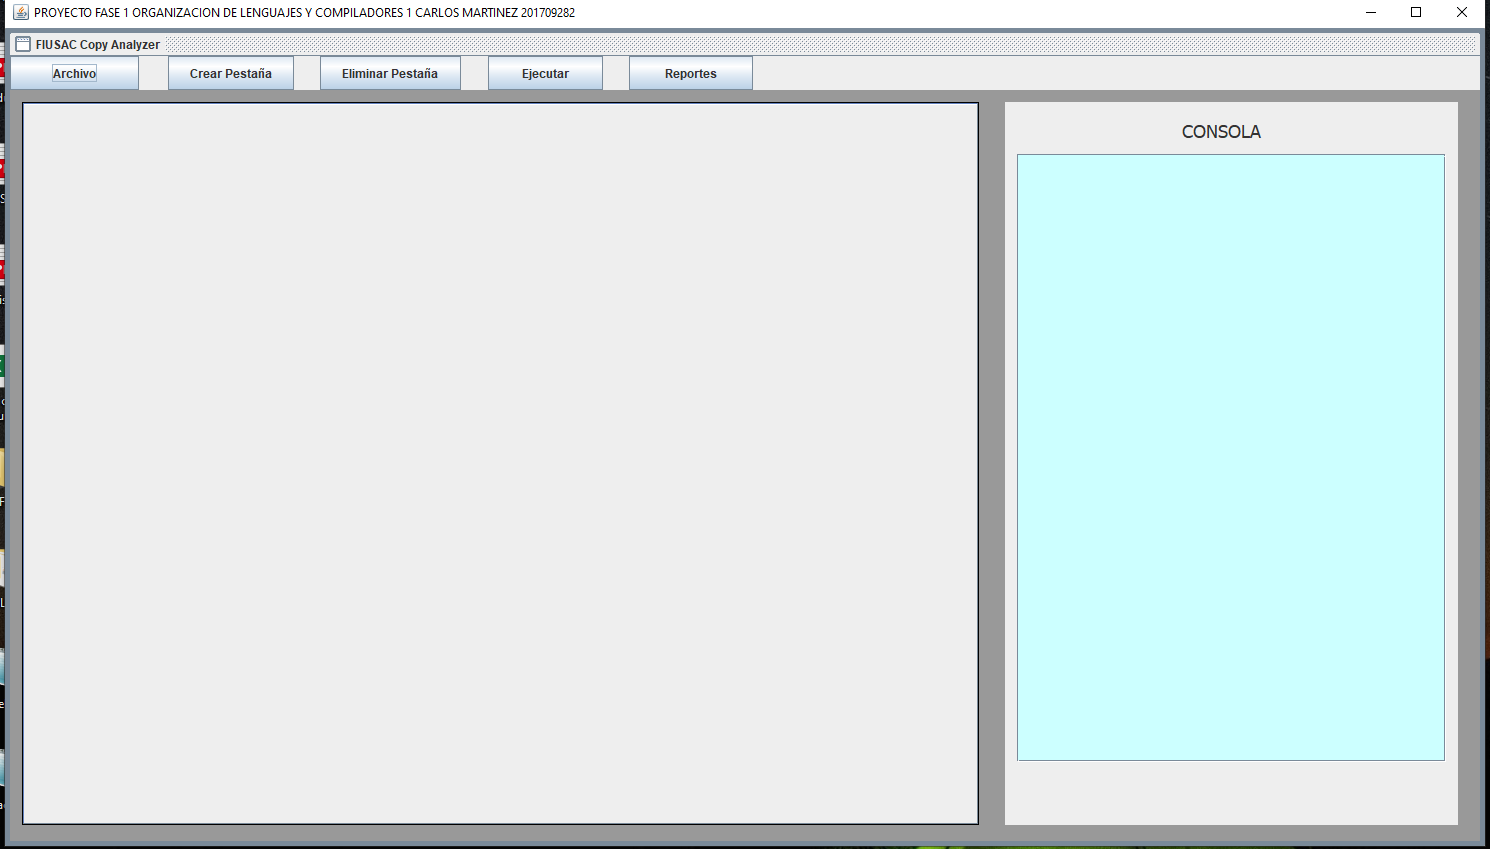 PROYECTO FASE 1 ORGANIZACION DE LENGUAJES Y COMPILADORES 1 CARLOS MARTINEZ 201709282
FIUSAC Copy Analyzer
Archivo Crear Pestaña Eliminar Pestaña Ejecutar Reportes
CONSOLA